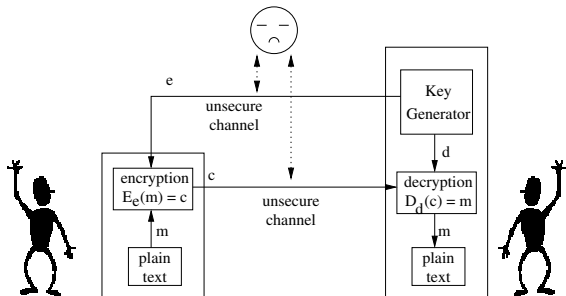 e
unsecure
channel
Key
Generator
d
encryption
E_e(m) = c
c
unsecure
channel
decryption
D_d(c) = m
m
plain
text
m
plain
text